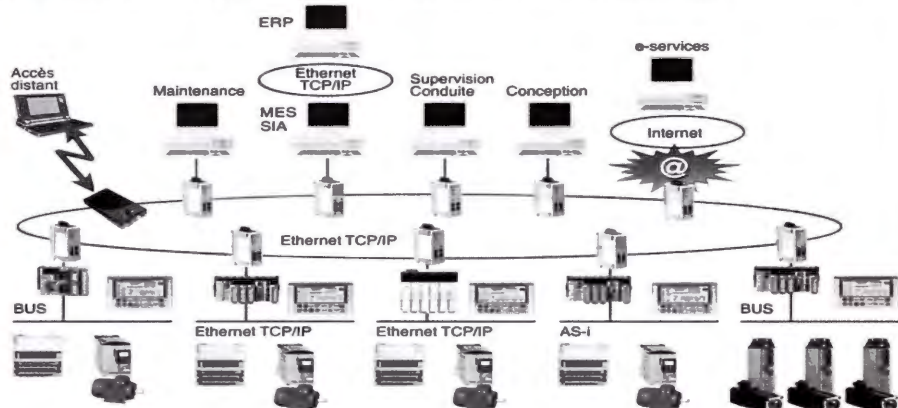 ERP
e-services
Accès
distant
Ethernet
TCP/IP
Maintenance
Supervision
Conduite
Conception
MES
SIA
Internet
@
Ethernet TCP/IP
BUS
Ethernet TCP/IP
Ethernet TCP/IP
AS-i
BUS